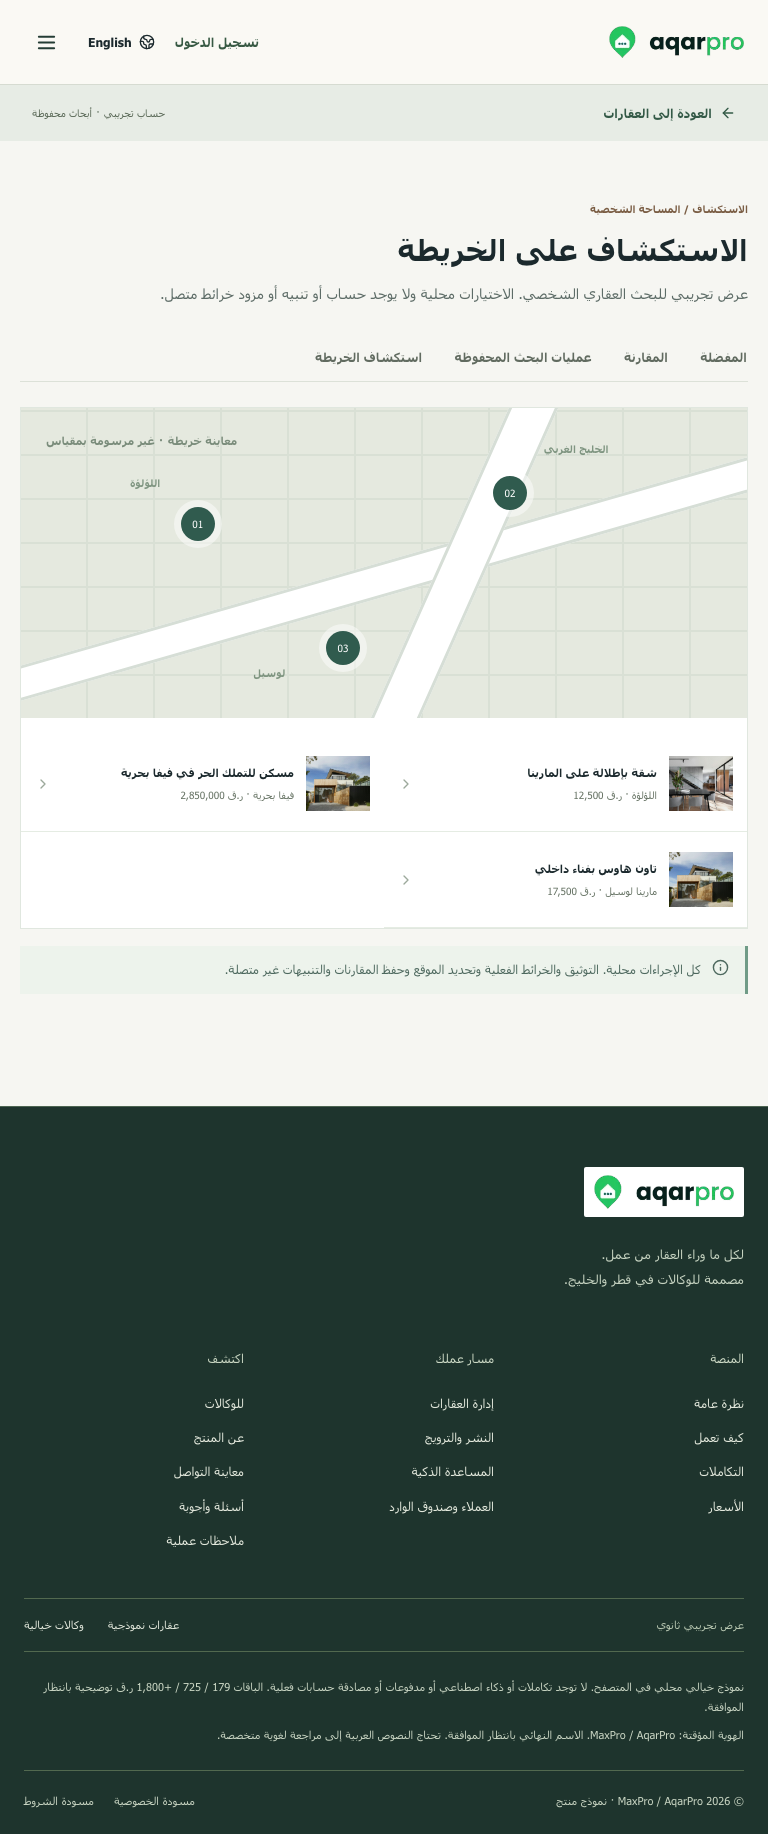 aqarpro
تسجيل الدخول
English
العودة إلى العقارات
حساب تجريبي · أبحاث محفوظة
الاستكشاف / المساحة الشخصية
الاستكشاف على الخريطة
عرض تجريبي للبحث العقاري الشخصي. الاختيارات محلية ولا يوجد حساب أو تنبيه أو مزود خرائط متصل.
المفضلة
المقارنة
عمليات البحث المحفوظة
استكشاف الخريطة
معاينة خريطة · غير مرسومة بمقياس
الخليج الغربي
اللؤلؤة
02
01
03
لوسيل
شقة بإطلالة على المارينا
اللؤلؤة · ر.ق 12,500
مسكن للتملك الحر في فيفا بحرية
فيفا بحرية · ر.ق 2,850,000
تاون هاوس بفناء داخلي
مارينا لوسيل · ر.ق 17,500
كل الإجراءات محلية. التوثيق والخرائط الفعلية وتحديد الموقع وحفظ المقارنات والتنبيهات غير متصلة.
aqarpro
لكل ما وراء العقار من عمل.
مصممة للوكالات في قطر والخليج.
المنصة
نظرة عامة
كيف تعمل
التكاملات
الأسعار
مسار عملك
إدارة العقارات
النشر والترويج
المساعدة الذكية
العملاء وصندوق الوارد
اكتشف
للوكالات
عن المنتج
معاينة التواصل
أسئلة وأجوبة
ملاحظات عملية
عرض تجريبي ثانوي
عقارات نموذجية
وكالات خيالية
نموذج خيالي محلي في المتصفح. لا توجد تكاملات أو ذكاء اصطناعي أو مدفوعات أو مصادقة حسابات فعلية. الباقات 179 / 725 / +1,800 ر.ق توضيحية بانتظار
الموافقة.
الهوية المؤقتة: MaxPro / AqarPro. الاسم النهائي بانتظار الموافقة. تحتاج النصوص العربية إلى مراجعة لغوية متخصصة.
© 2026 MaxPro / AqarPro · نموذج منتج
مسودة الخصوصية
مسودة الشروط